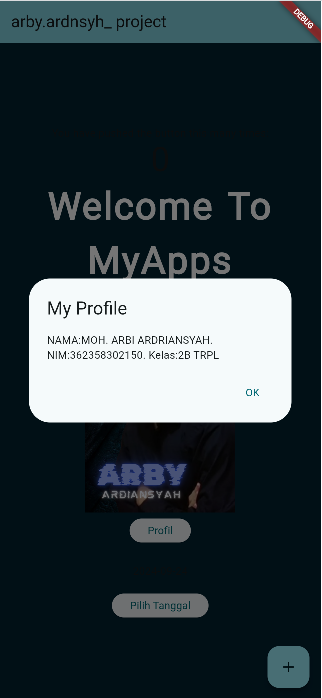 arby.ardnsyh_ project
DEBUG
Welcome To
MyApps
My Profile
NAMA:MOH. ARBI ARDRIANSYAH.
NIM:362358302150. Kelas:2B TRPL
OK
ARBY
ARDIANSYAH
Profil
Pilih Tanggal
+